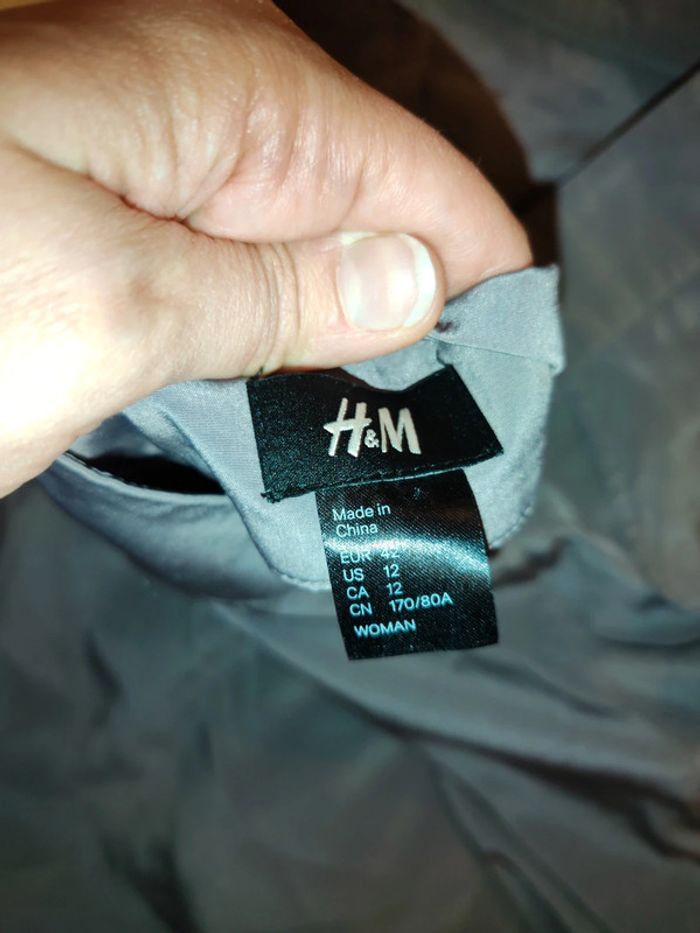 H&M
Made in
China
EUR 42
US 12
CA 12
CN 170/80A
WOMAN